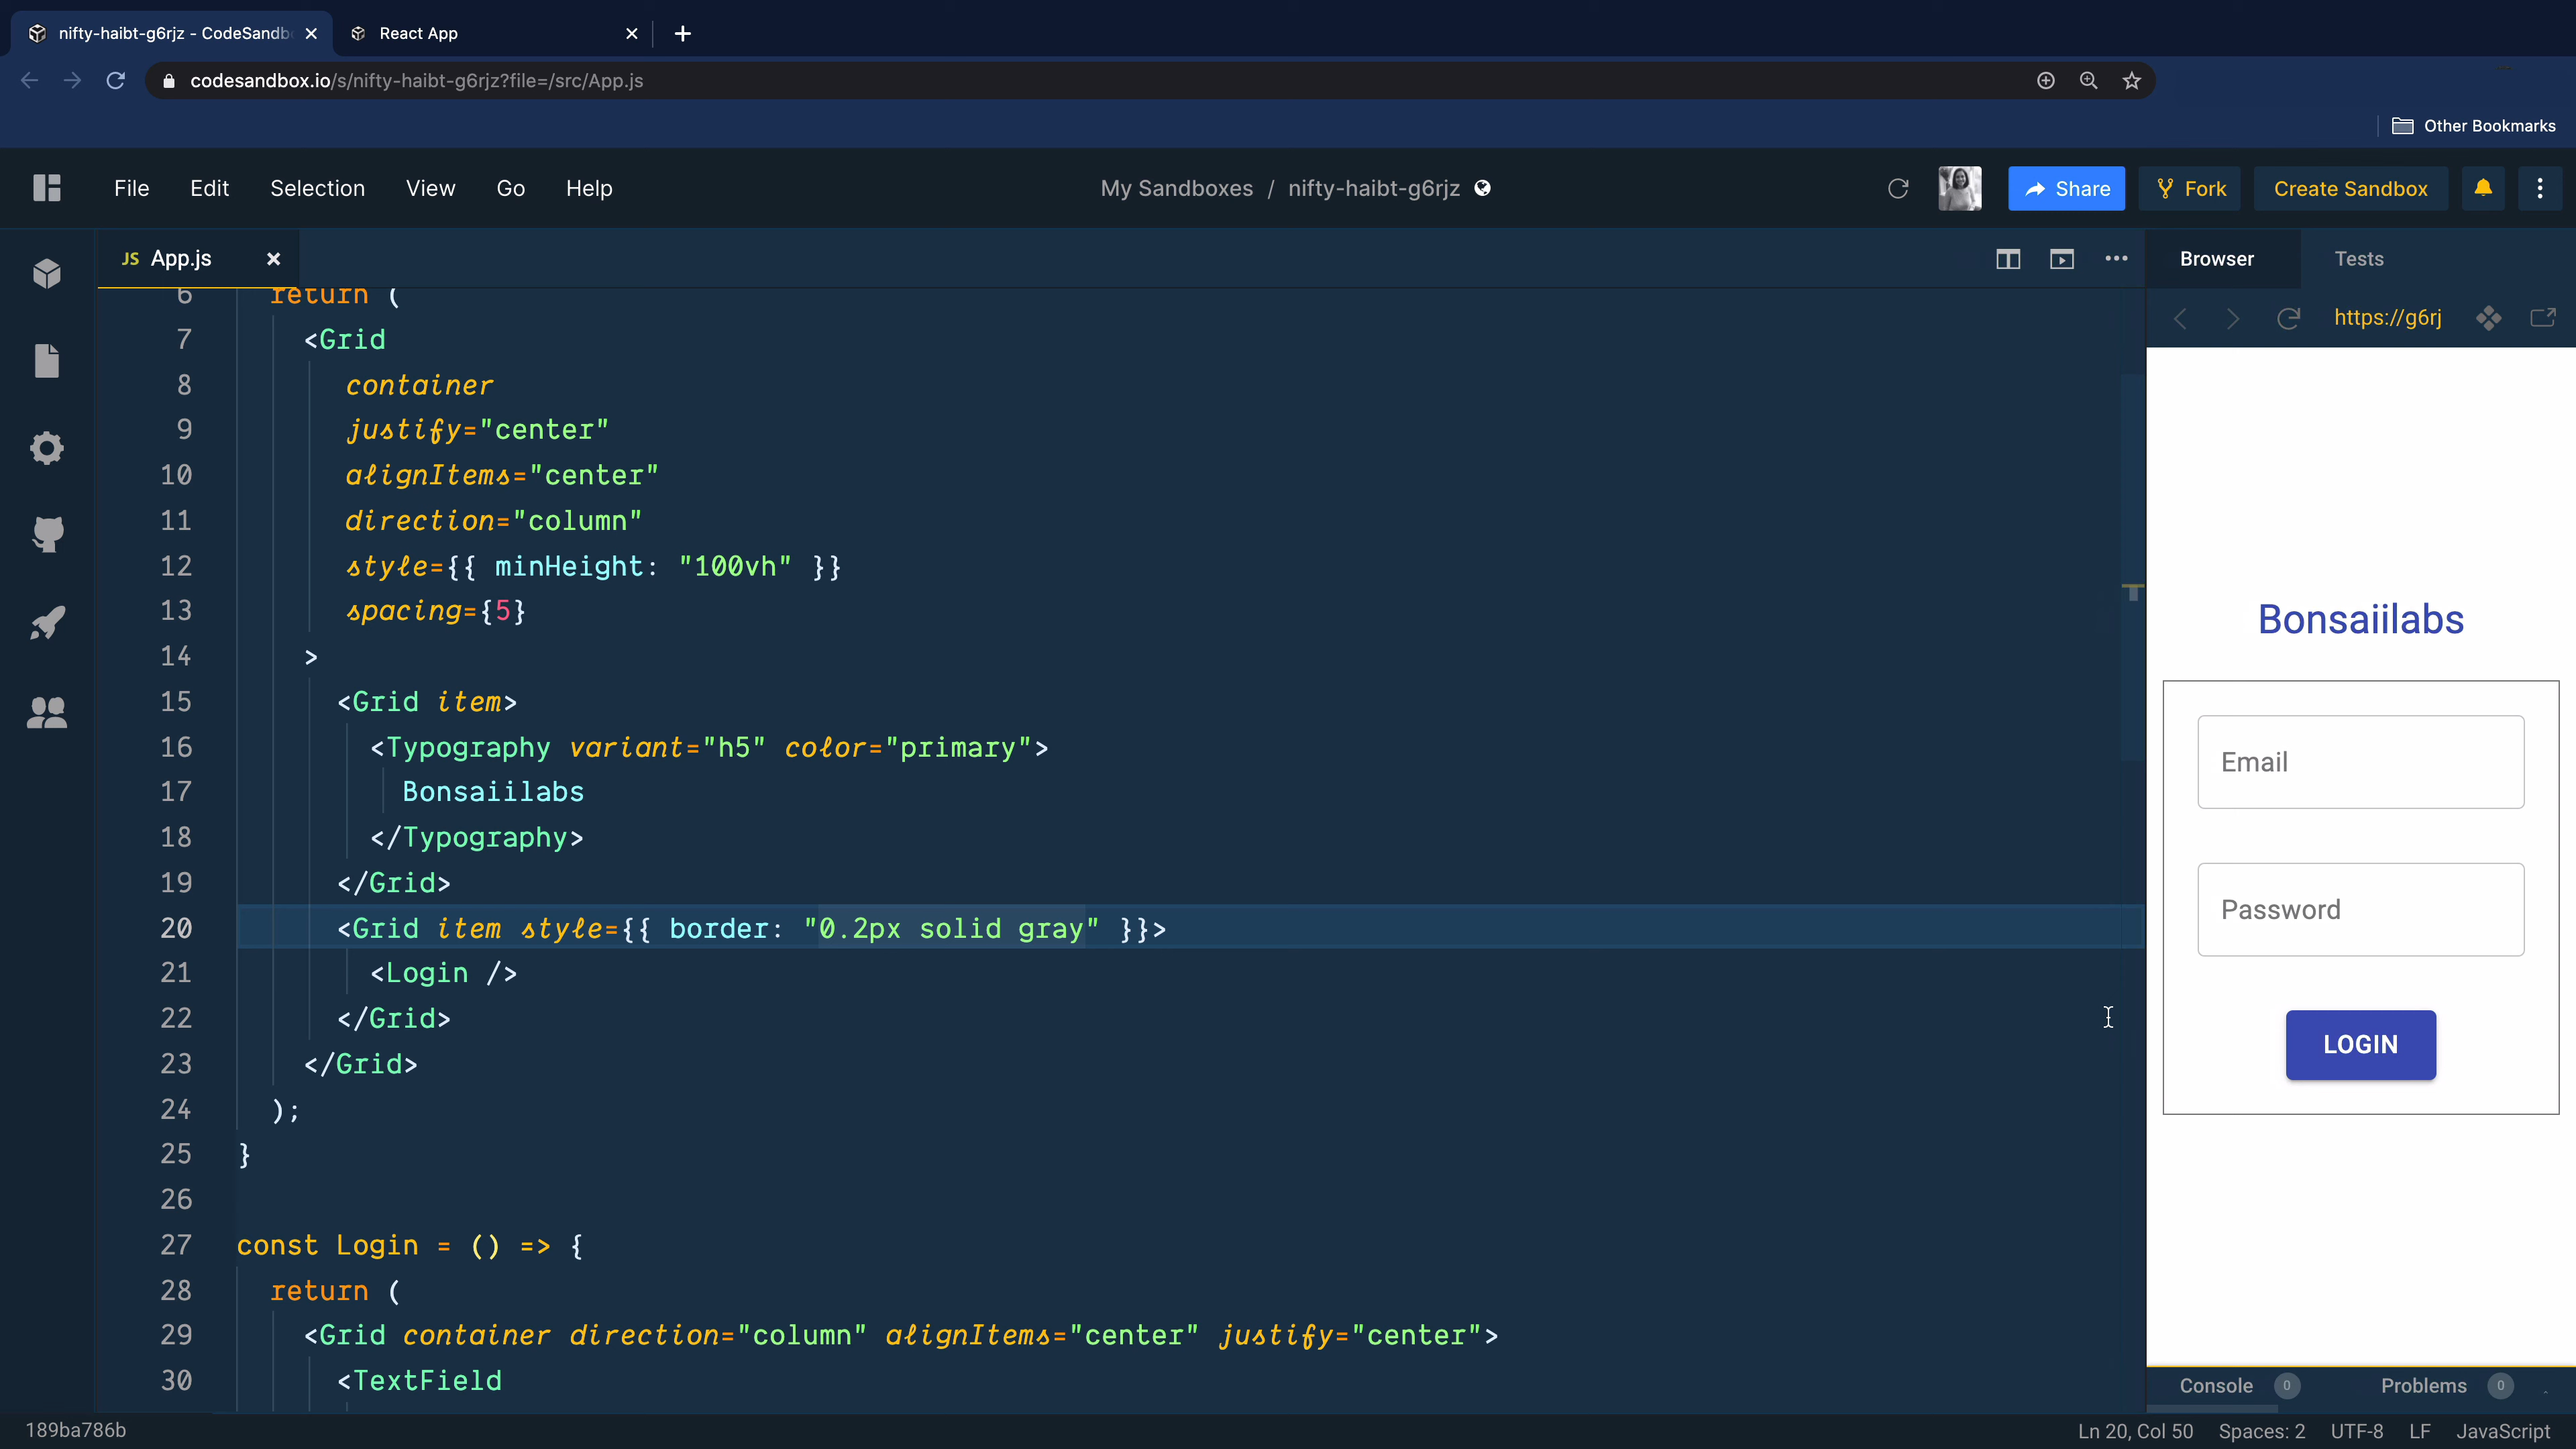 nifty-haibt-g6rjz - CodeSandb
React App
codesandbox.io/s/nifty-haibt-g6rjz?file=/src/App.js
Other Bookmarks
File Edit Selection View Go Help
My Sandboxes / nifty-haibt-g6rjz
Share Fork Create Sandbox
JS App.js
Browser Tests
https://g6rj
6 return (
7 <Grid
8 container
9 justify="center"
10 alignItems="center"
11 direction="column"
12 style={{ minHeight: "100vh" }}
13 spacing={5}
14 >
15 <Grid item>
16 <Typography variant="h5" color="primary">
17 Bonsaiilabs
18 </Typography>
19 </Grid>
20 <Grid item style={{ border: "0.2px solid gray" }}>
21 <Login />
22 </Grid>
23 </Grid>
24 );
25 }
26
27 const Login = () => {
28 return (
29 <Grid container direction="column" alignItems="center" justify="center">
30 <TextField
Bonsaiilabs
Email
Password
LOGIN
Console 0 Problems 0
189ba786b
Ln 20, Col 50 Spaces: 2 UTF-8 LF JavaScript